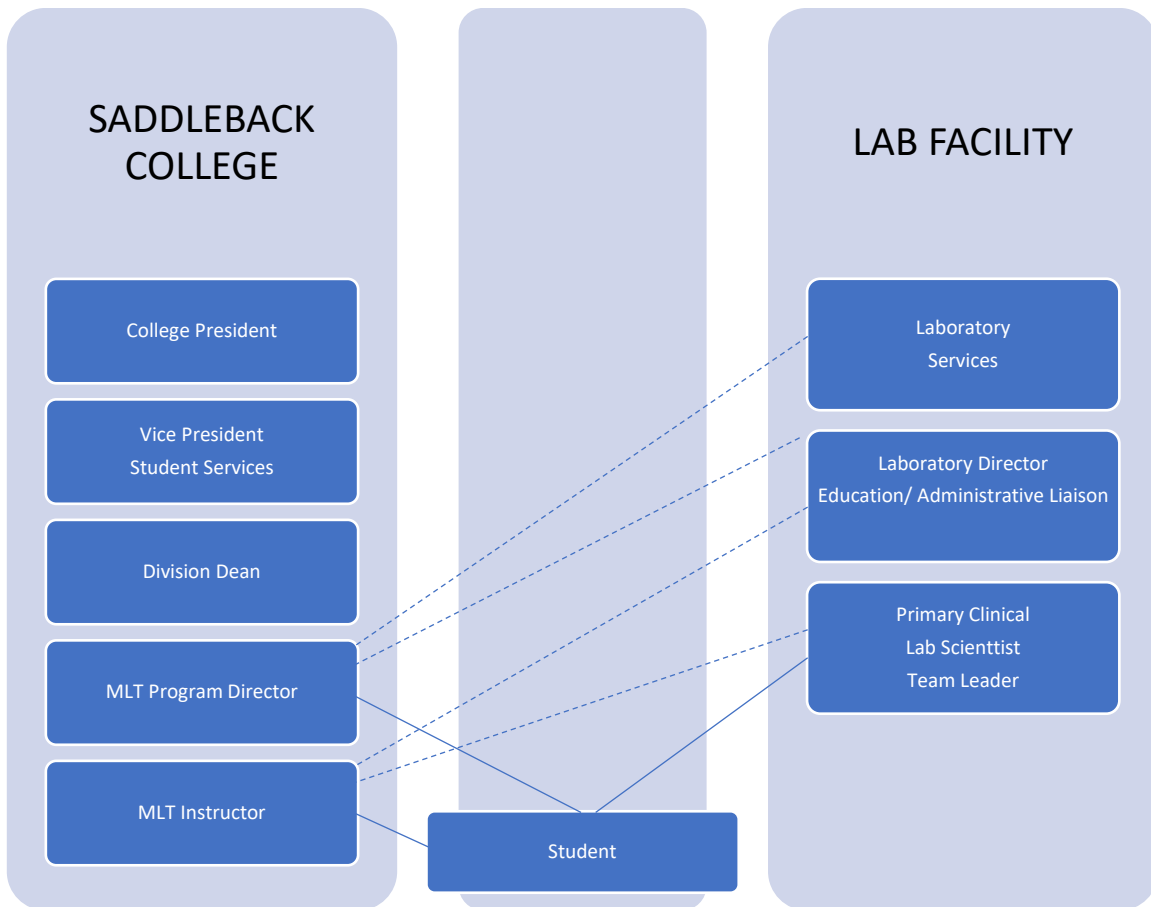 SADDLEBACK
COLLEGE
College President
Vice President
Student Services
Division Dean
MLT Program Director
MLT Instructor
Student
LAB FACILITY
Laboratory
Services
Laboratory Director
Education/ Administrative Liaison
Primary Clinical
Lab Scienttist
Team Leader